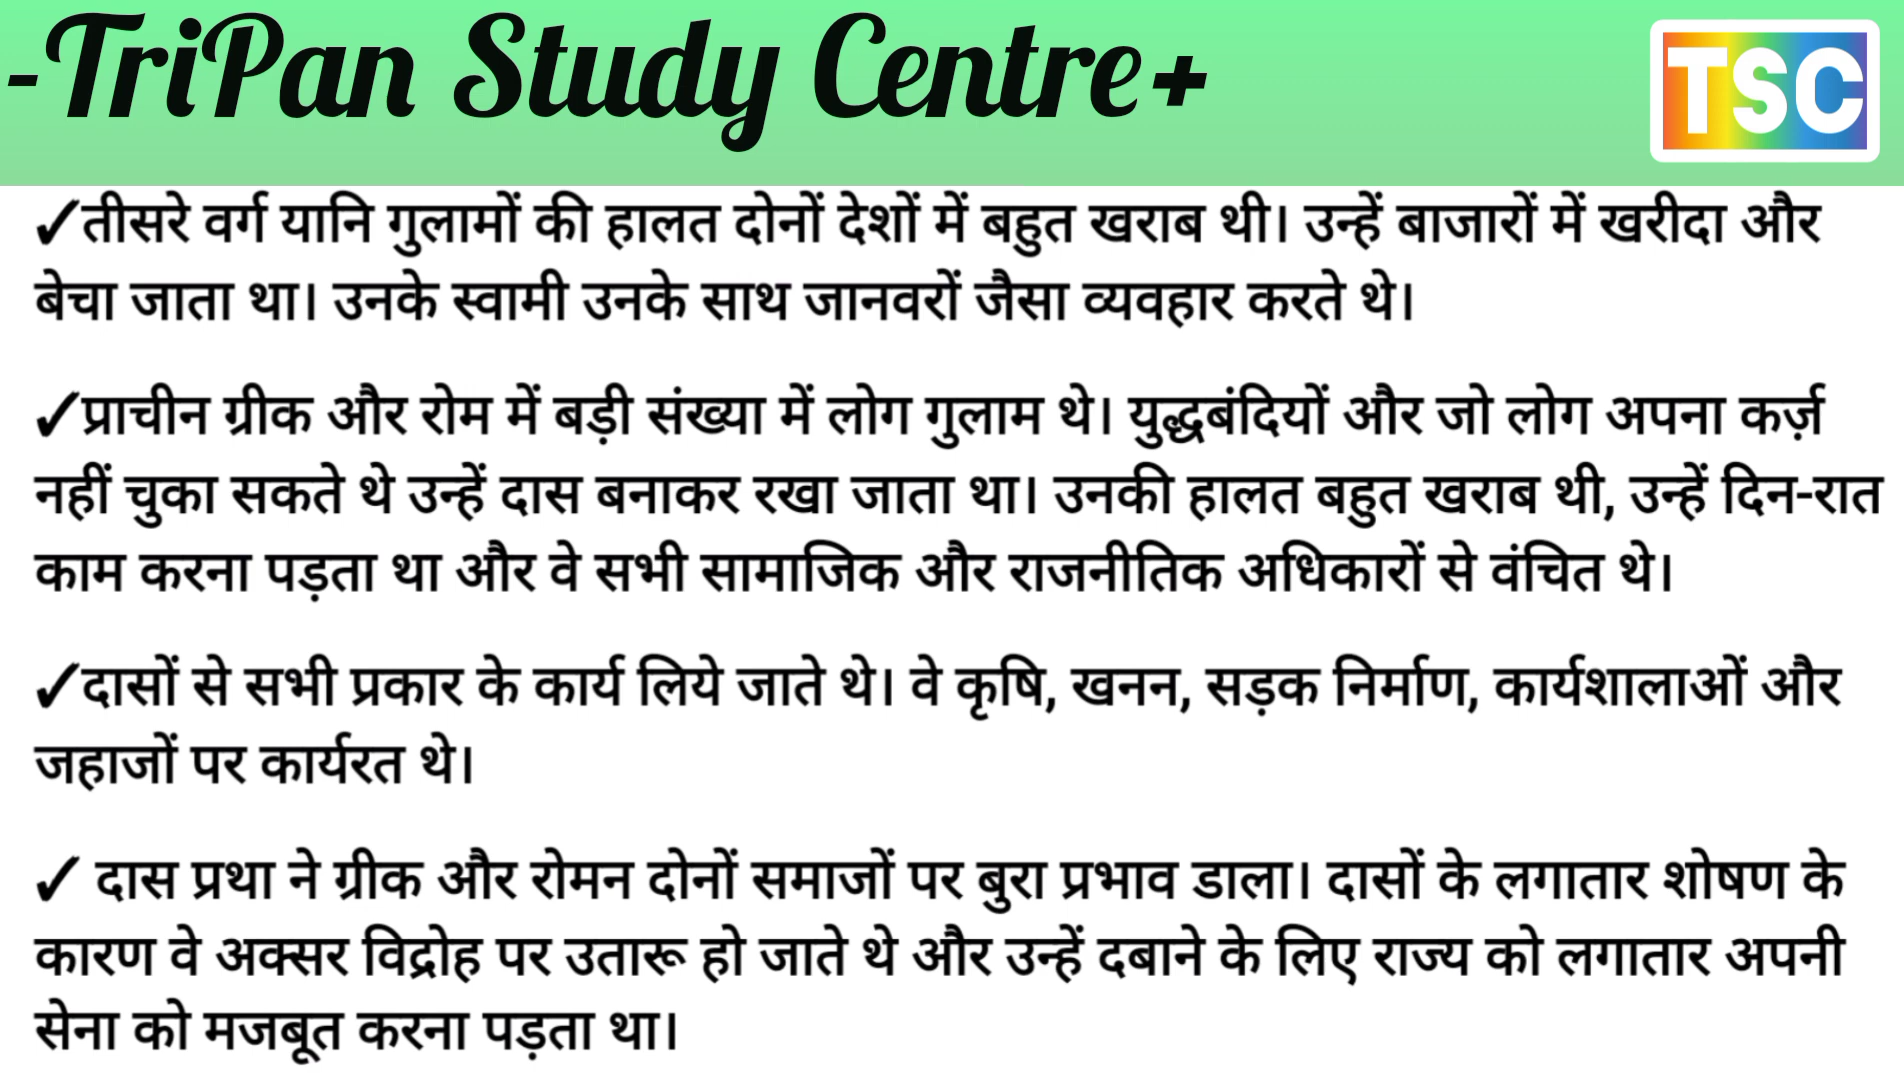 -TriPan Study Centre+
TSC
✓तीसरे वर्ग यानि गुलामों की हालत दोनों देशों में बहुत खराब थी। उन्हें बाजारों में खरीदा और
बेचा जाता था। उनके स्वामी उनके साथ जानवरों जैसा व्यवहार करते थे।
✓प्राचीन ग्रीक और रोम में बड़ी संख्या में लोग गुलाम थे। युद्धबंदियों और जो लोग अपना कर्ज़
नहीं चुका सकते थे उन्हें दास बनाकर रखा जाता था। उनकी हालत बहुत खराब थी, उन्हें दिन-रात
काम करना पड़ता था और वे सभी सामाजिक और राजनीतिक अधिकारों से वंचित थे।
✓दासों से सभी प्रकार के कार्य लिये जाते थे। वे कृषि, खनन, सड़क निर्माण, कार्यशालाओं और
जहाजों पर कार्यरत थे।
✓ दास प्रथा ने ग्रीक और रोमन दोनों समाजों पर बुरा प्रभाव डाला। दासों के लगातार शोषण के
कारण वे अक्सर विद्रोह पर उतारू हो जाते थे और उन्हें दबाने के लिए राज्य को लगातार अपनी
सेना को मजबूत करना पड़ता था।